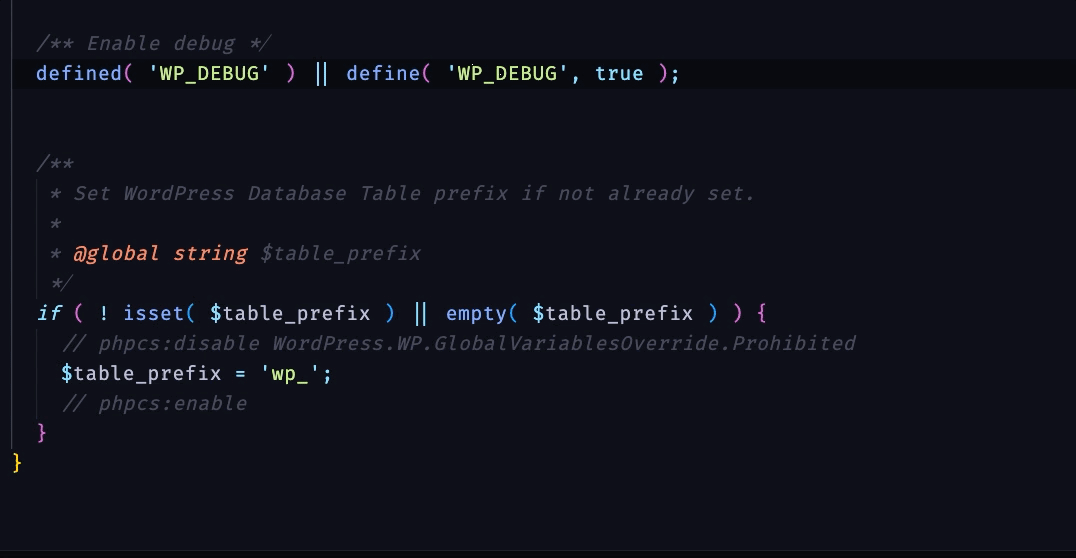 /** Enable debug */
defined( 'WP_DEBUG' ) || define( 'WP_DEBUG', true );
/**
* Set WordPress Database Table prefix if not already set.
*
* @global string $table_prefix
*/
if ( ! isset( $table_prefix ) || empty( $table_prefix ) ) {
// phpcs:disable WordPress.WP.GlobalVariablesOverride.Prohibited
$table_prefix = 'wp_';
// phpcs:enable
}
}